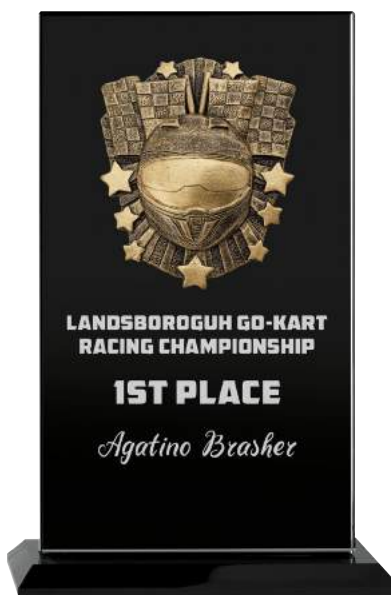 LANDSBOROGUH GO-KART
RACING CHAMPIONSHIP
1ST PLACE
Agatino Brasher